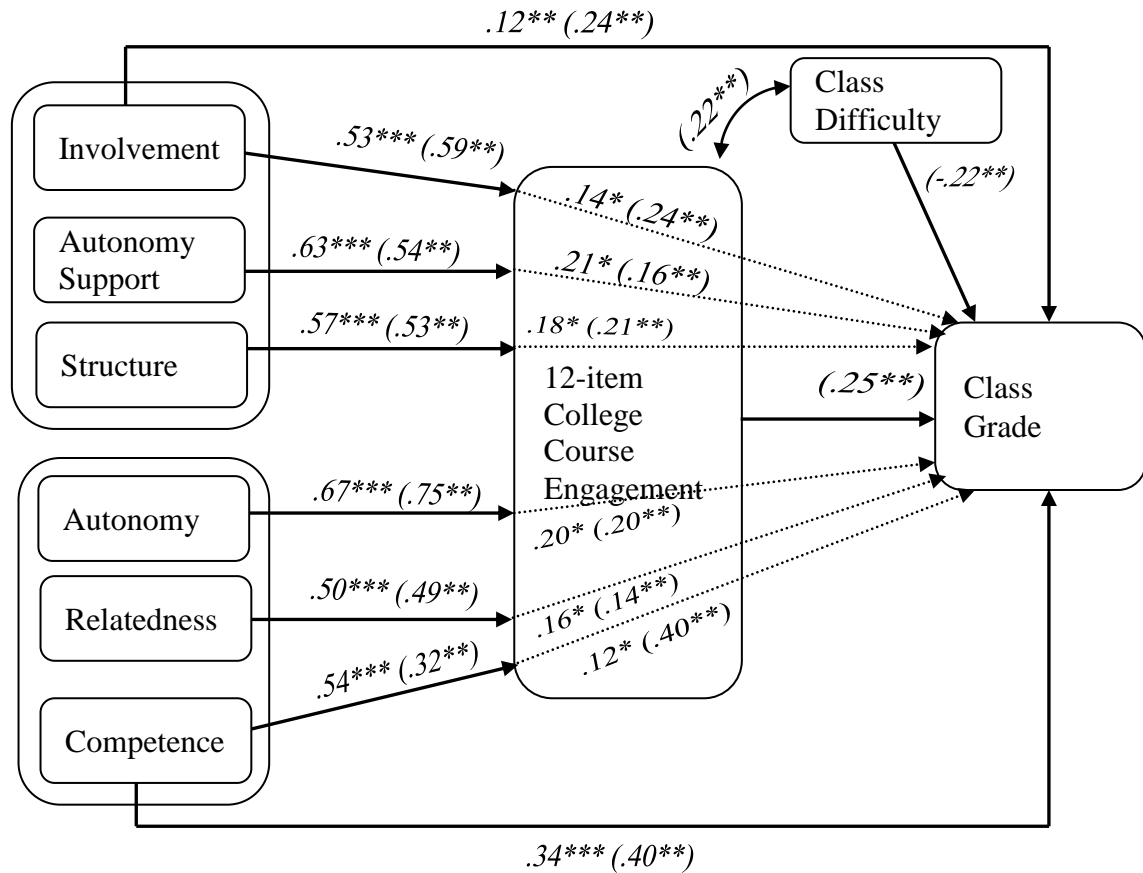 .12** (.24**)
Class
Difficulty
(.22**)
Involvement
.53*** (.59**)
(-.22**)
.14* (.24**)
Autonomy
Support
.63*** (.54**)
.21* (.16**)
Structure
.57*** (.53**)
.18* (.21**)
12-item
College
Course
Engagement
(.25**)
Class
Grade
Autonomy
.67*** (.75**)
.20* (.20**)
Relatedness
.50*** (.49**)
.16* (.14**)
Competence
.54*** (.32**)
.12* (.40**)
.34*** (.40**)